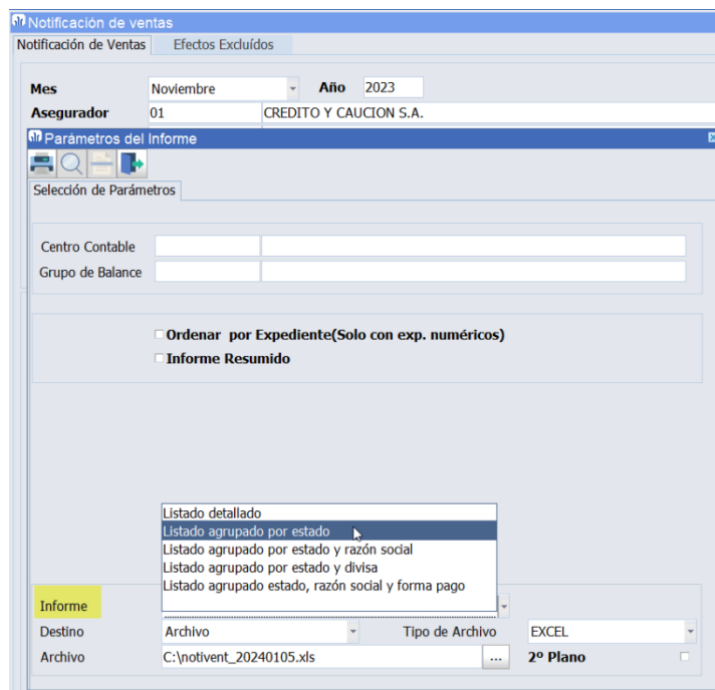 Notificación de ventas
Notificación de Ventas Efectos Excluídos
Mes Noviembre Año 2023
Asegurador 01 CREDITO Y CAUCION S.A.
Parámetros del Informe
Selección de Parámetros
Centro Contable
Grupo de Balance
Ordenar por Expediente(Solo con exp. numéricos)
Informe Resumido
Listado detallado
Listado agrupado por estado
Listado agrupado por estado y razón social
Listado agrupado por estado y divisa
Listado agrupado estado, razón social y forma pago
Informe
Destino Archivo Tipo de Archivo EXCEL
Archivo C:\notivent_20240105.xls ... 2º Plano